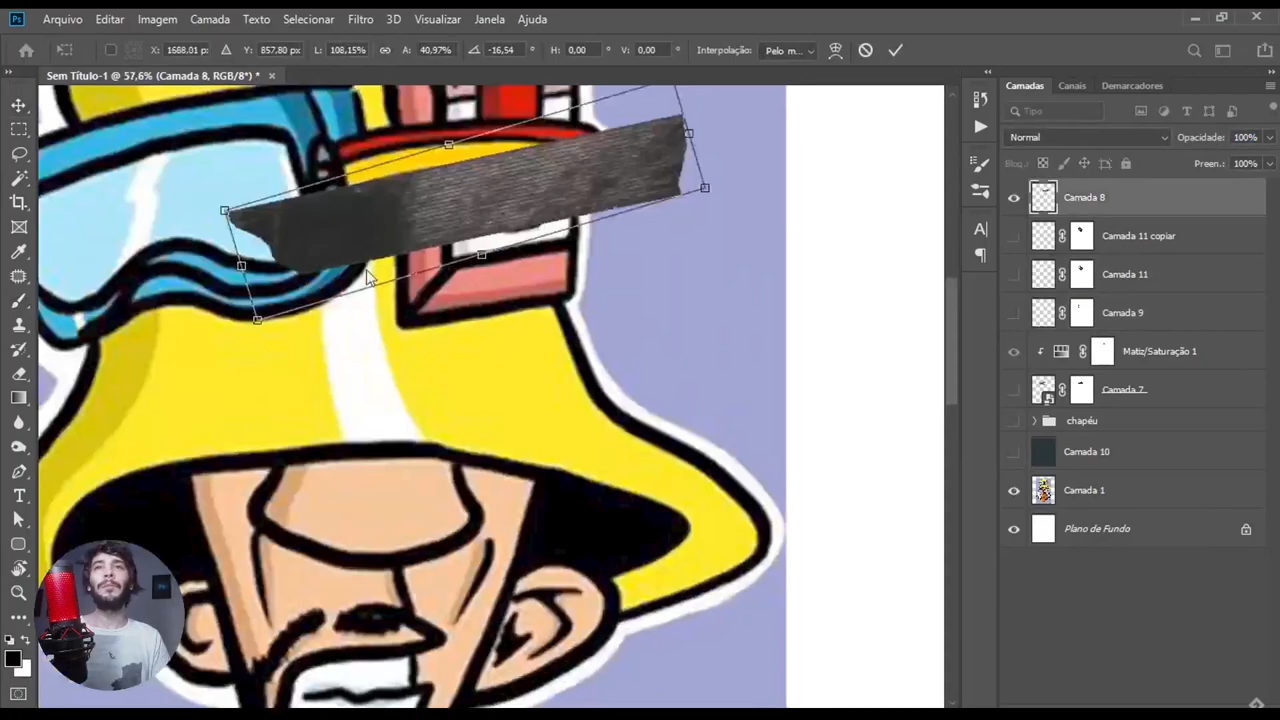 Ps Arquivo Editar Imagem Camada Texto Selecionar Filtro 3D Visualizar Janela Ajuda
X: 1688.01 px Y: 857.80 px L: 108,15% A: 40,97% -16,54 ° H: 0,00 ° V: 0,00 ° Interpolação: Pelo m...
Sem Título-1 @ 57,6% (Camada 8, RGB/8*) * ×
Camadas Canais Demarcadores
Tipo
Normal Opacidade: 100%
Bloq.: Preen.: 100%
Camada 8
Camada 11 copiar
Camada 11
Camada 9
Matiz/Saturação 1
Camada 7
chapéu
Camada 10
Camada 1
Plano de Fundo